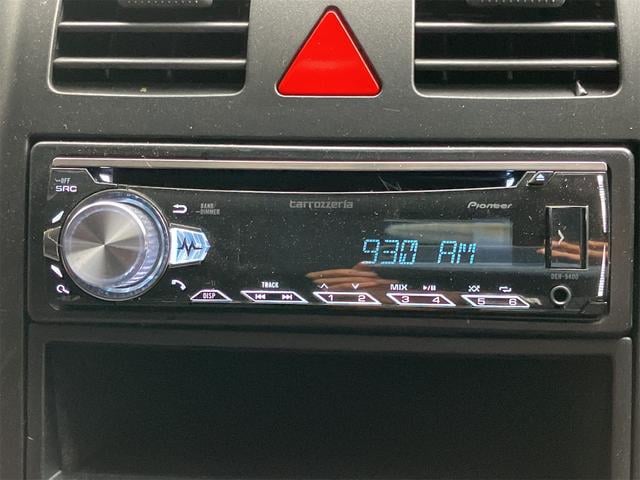 OFF
SRC
BAND/
DIMMER
carrozzeria
Pioneer
930 AM
DEH-5400
DISP
TRACK
MIX
1 2
3 4
5 6